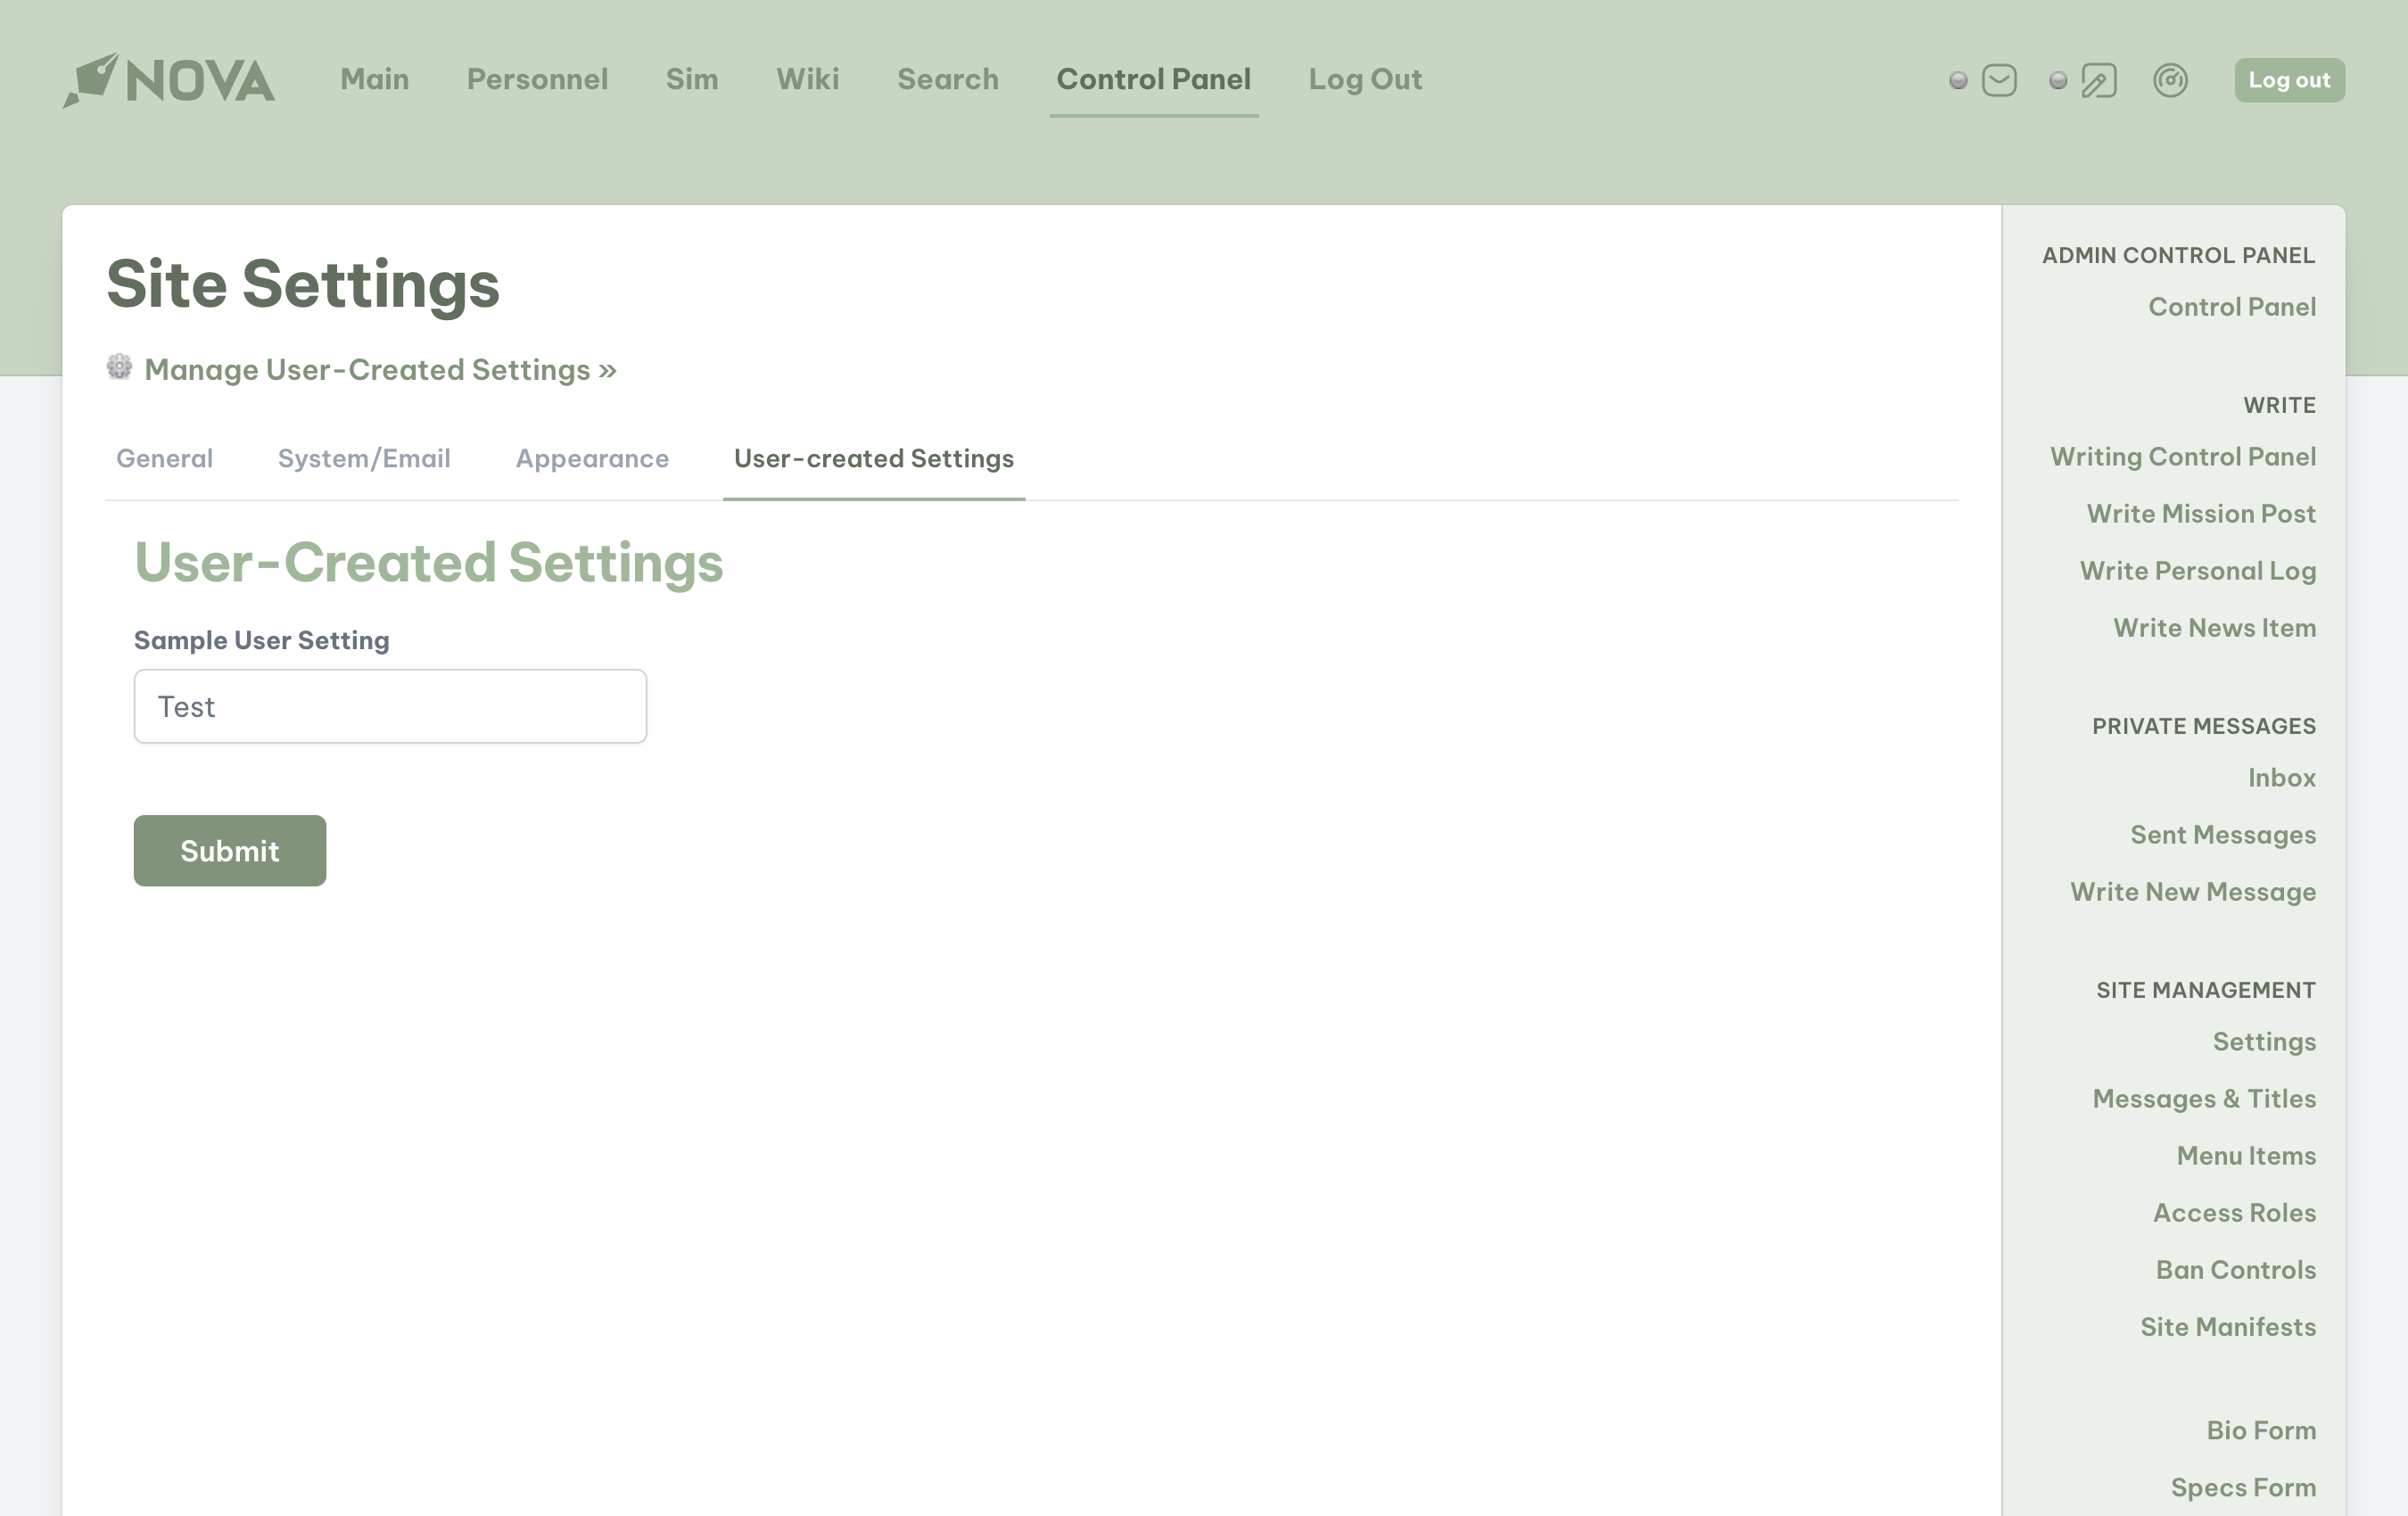 NOVA
Main Personnel Sim Wiki Search Control Panel Log Out
Log out
Site Settings
Manage User-Created Settings »
General System/Email Appearance User-created Settings
User-Created Settings
Sample User Setting
Test
Submit
ADMIN CONTROL PANEL
Control Panel
WRITE
Writing Control Panel
Write Mission Post
Write Personal Log
Write News Item
PRIVATE MESSAGES
Inbox
Sent Messages
Write New Message
SITE MANAGEMENT
Settings
Messages & Titles
Menu Items
Access Roles
Ban Controls
Site Manifests
Bio Form
Specs Form